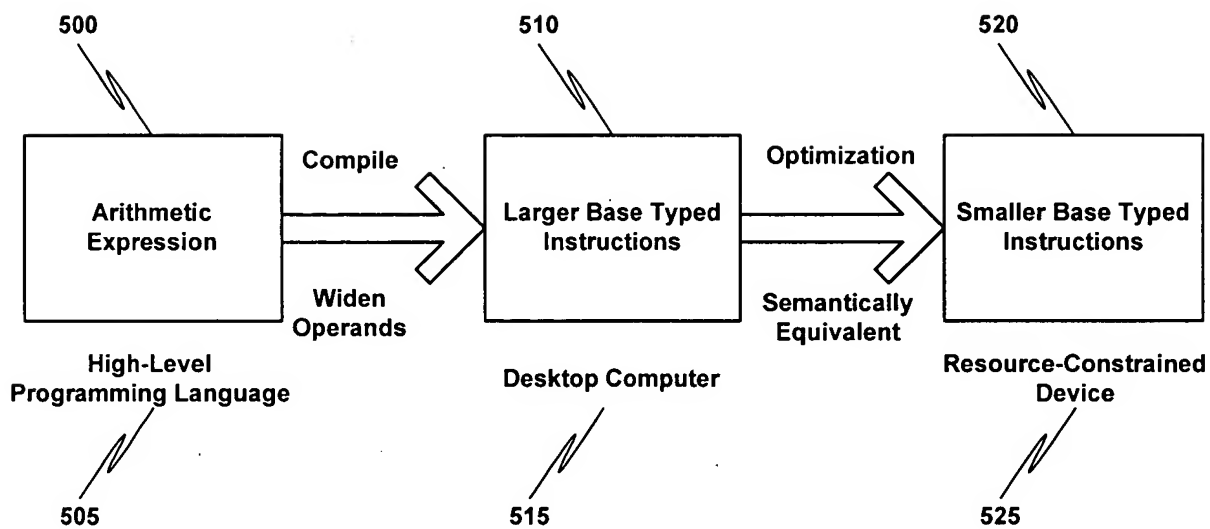 500
510
520
Arithmetic
Expression
Compile
Widen
Operands
Larger Base Typed
Instructions
Optimization
Semantically
Equivalent
Smaller Base Typed
Instructions
High-Level
Programming Language
Desktop Computer
Resource-Constrained
Device
505
515
525